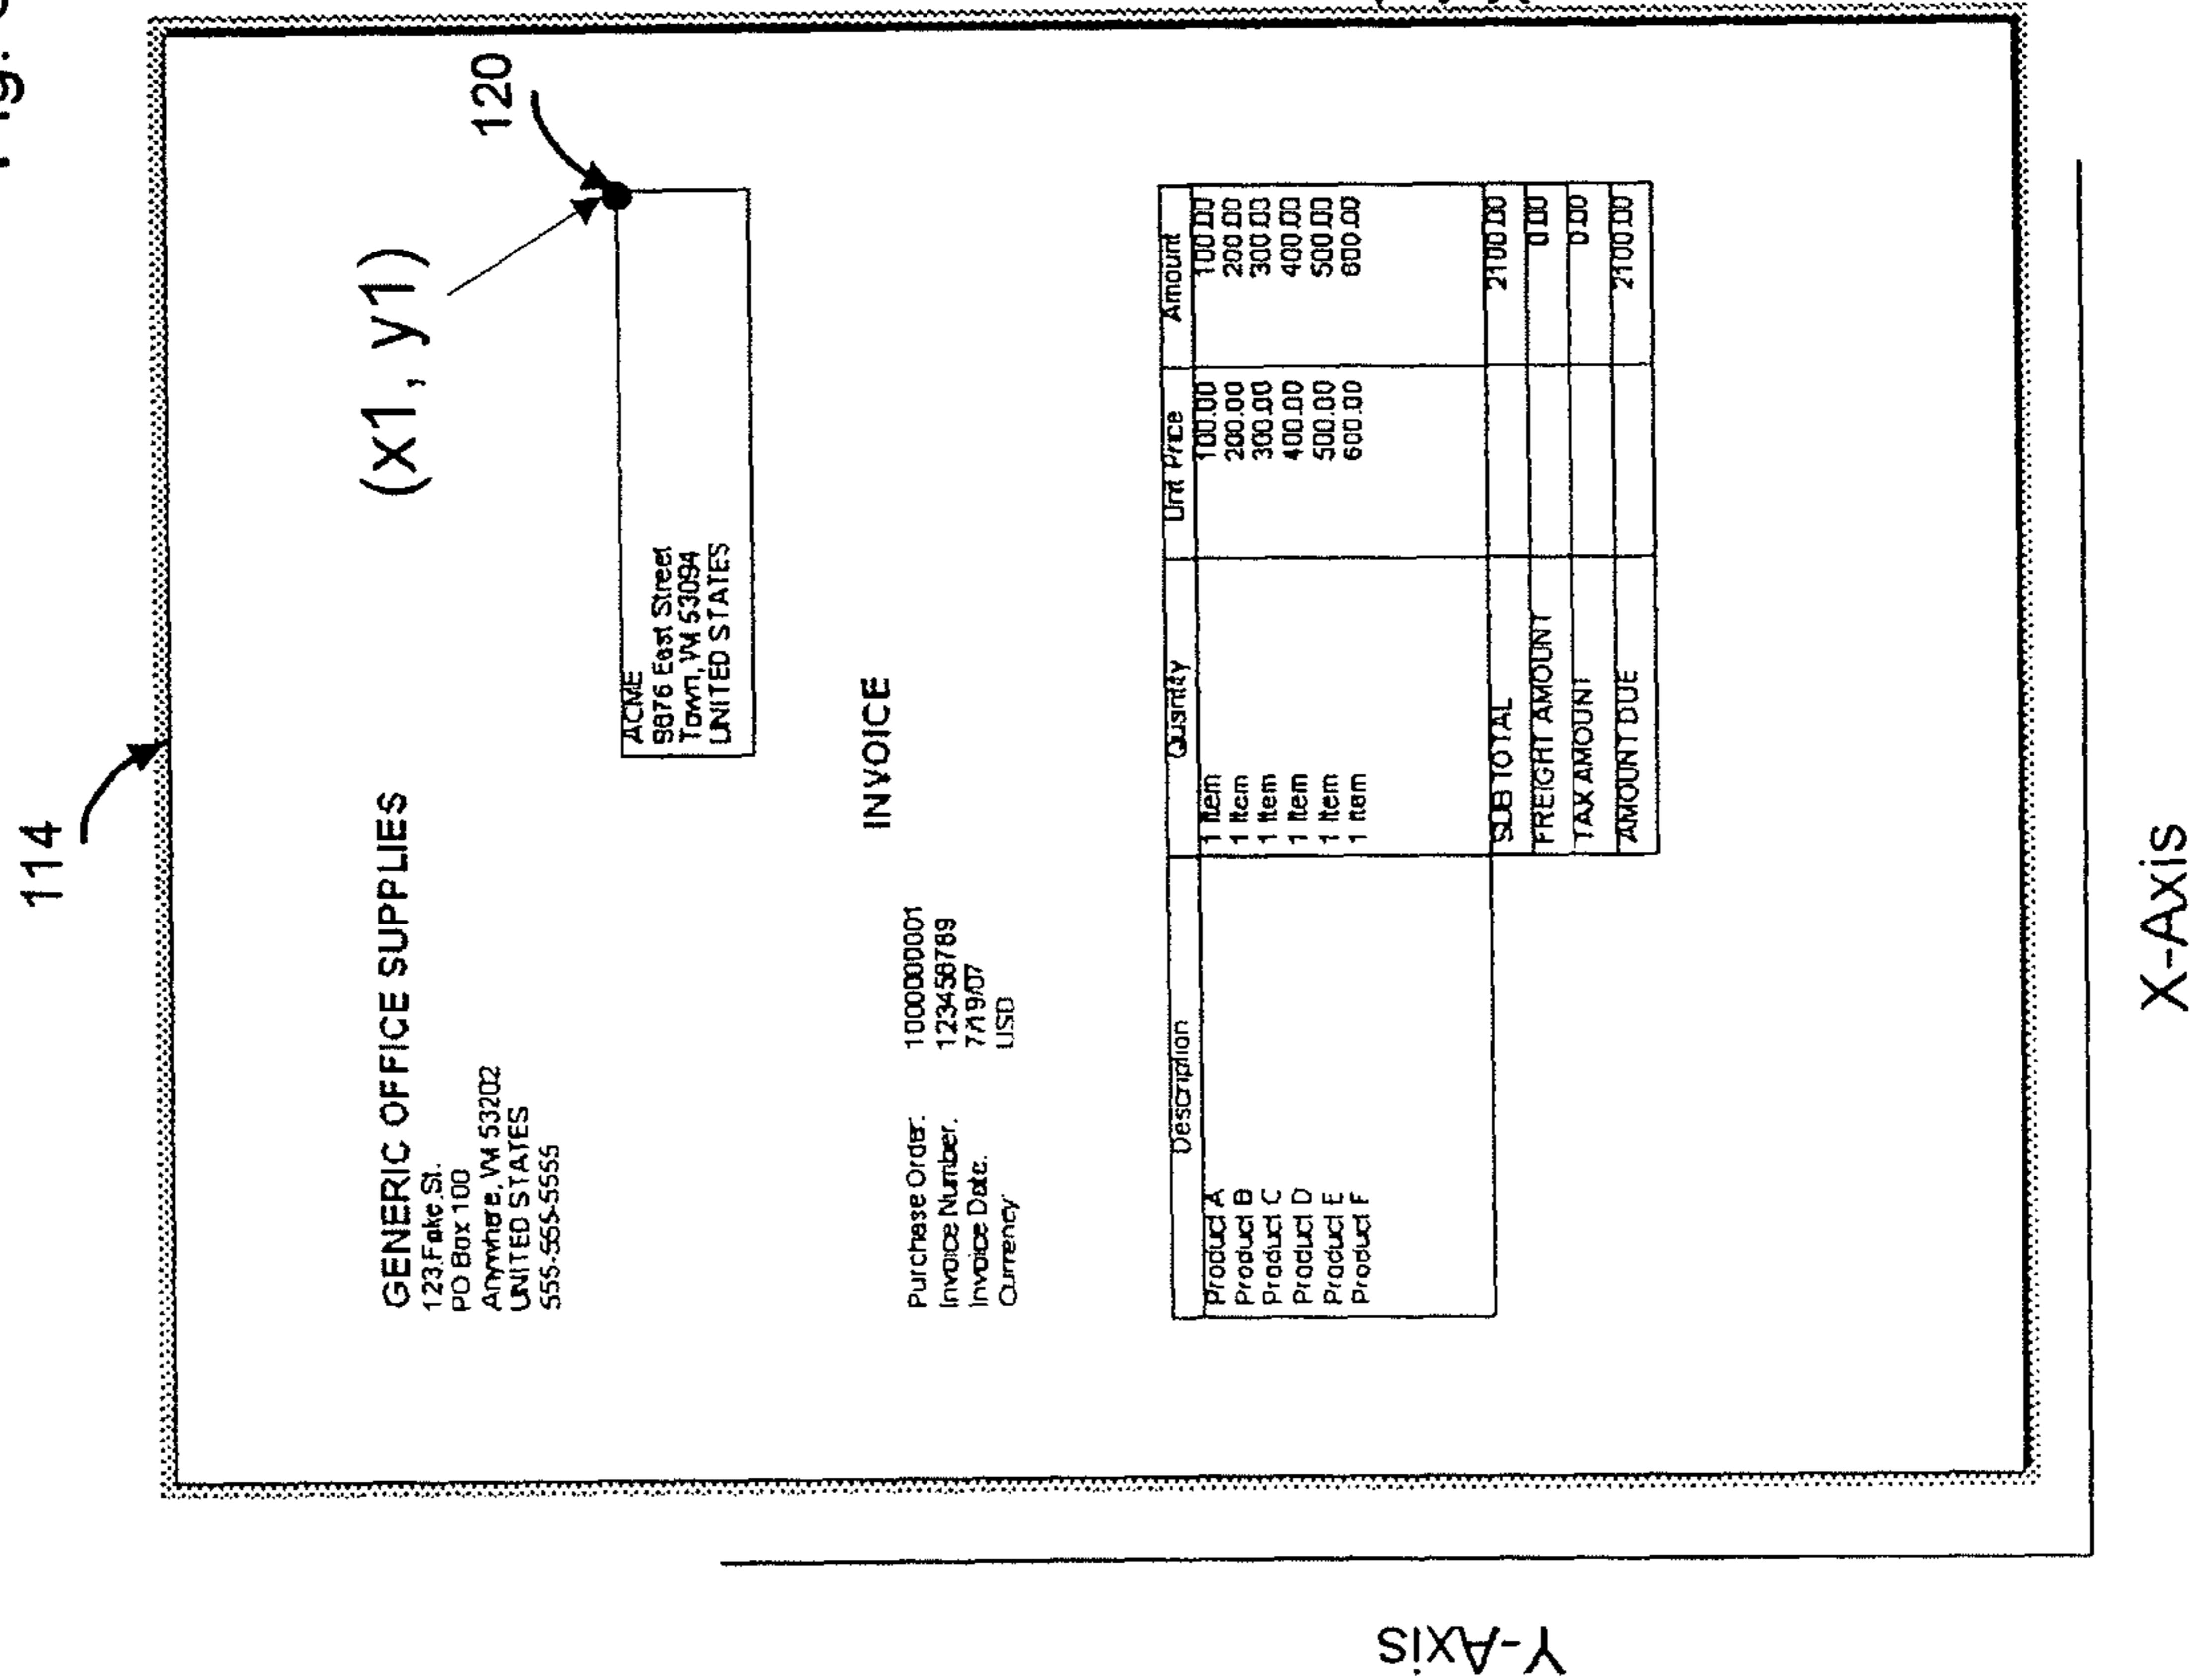 114
120
(x1, y1)
GENERIC OFFICE SUPPLIES
123 Fake St.
PO Box 100
Anywhere, WI 53202
UNITED STATES
555-555-5555
ACME
9876 East Street
Town, WI 53094
UNITED STATES
INVOICE
Purchase Order: 1000000001
Invoice Number: 123456789
Invoice Date: 7/19/07
Currency USD
Description Quantity Unit Price Amount
Product A 1 Item 100.00 100.00
Product B 1 Item 200.00 200.00
Product C 1 Item 300.00 300.00
Product D 1 Item 400.00 400.00
Product E 1 Item 500.00 500.00
Product F 1 Item 600.00 600.00
SUB TOTAL 2100.00
FREIGHT AMOUNT 0.00
TAX AMOUNT 0.00
AMOUNT DUE 2100.00
X-Axis
Y-Axis